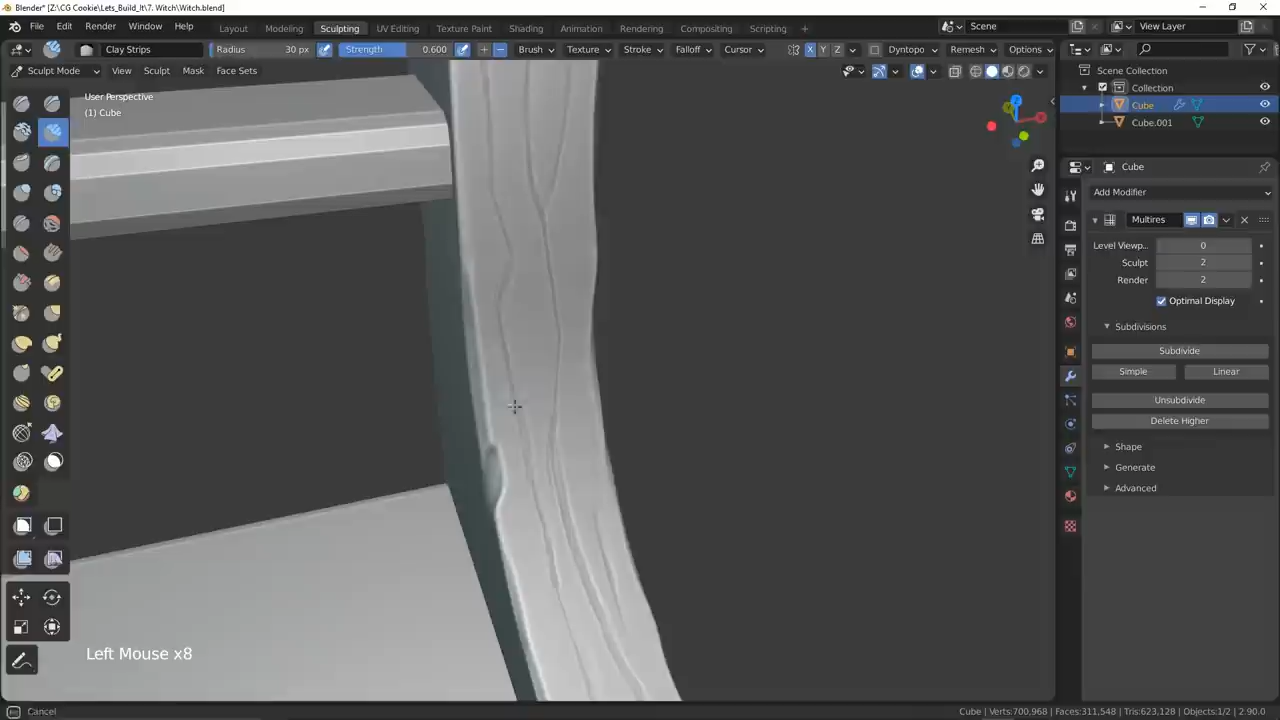 Blender* [Z:\CG Cookie\Lets_Build_It\7. Witch\Witch.blend]
File Edit Render Window Help Layout Modeling Sculpting UV Editing Texture Paint Shading Animation Rendering Compositing Scripting Scene View Layer
Clay Strips Radius 30 px Strength 0.600 Brush Texture Stroke Falloff Cursor X Y Z Dyntopo Remesh Options
Sculpt Mode View Sculpt Mask Face Sets
Scene Collection
Collection
Cube
Cube.001
User Perspective
(1) Cube
Cube
Add Modifier
Multires
Level Viewp... 0
Sculpt 2
Render 2
Optimal Display
Subdivisions
Subdivide
Simple Linear
Unsubdivide
Delete Higher
Shape
Generate
Advanced
Left Mouse x8
Cancel
Cube | Verts:700,968 | Faces:311,548 | Tris:623,128 | Objects:1/2 | 2.90.0